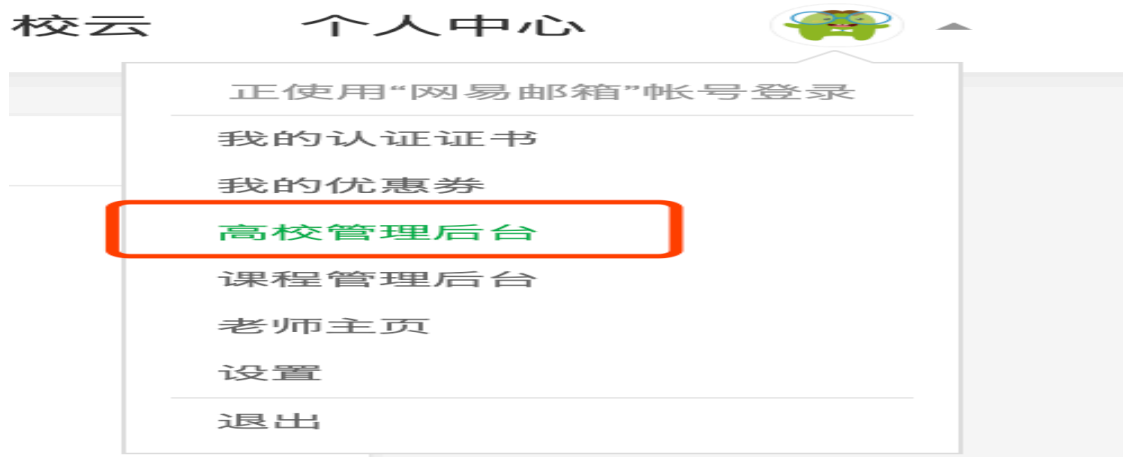 校云 个人中心
正使用“网易邮箱”帐号登录
我的认证证书
我的优惠券
高校管理后台
课程管理后台
老师主页
设置
退出